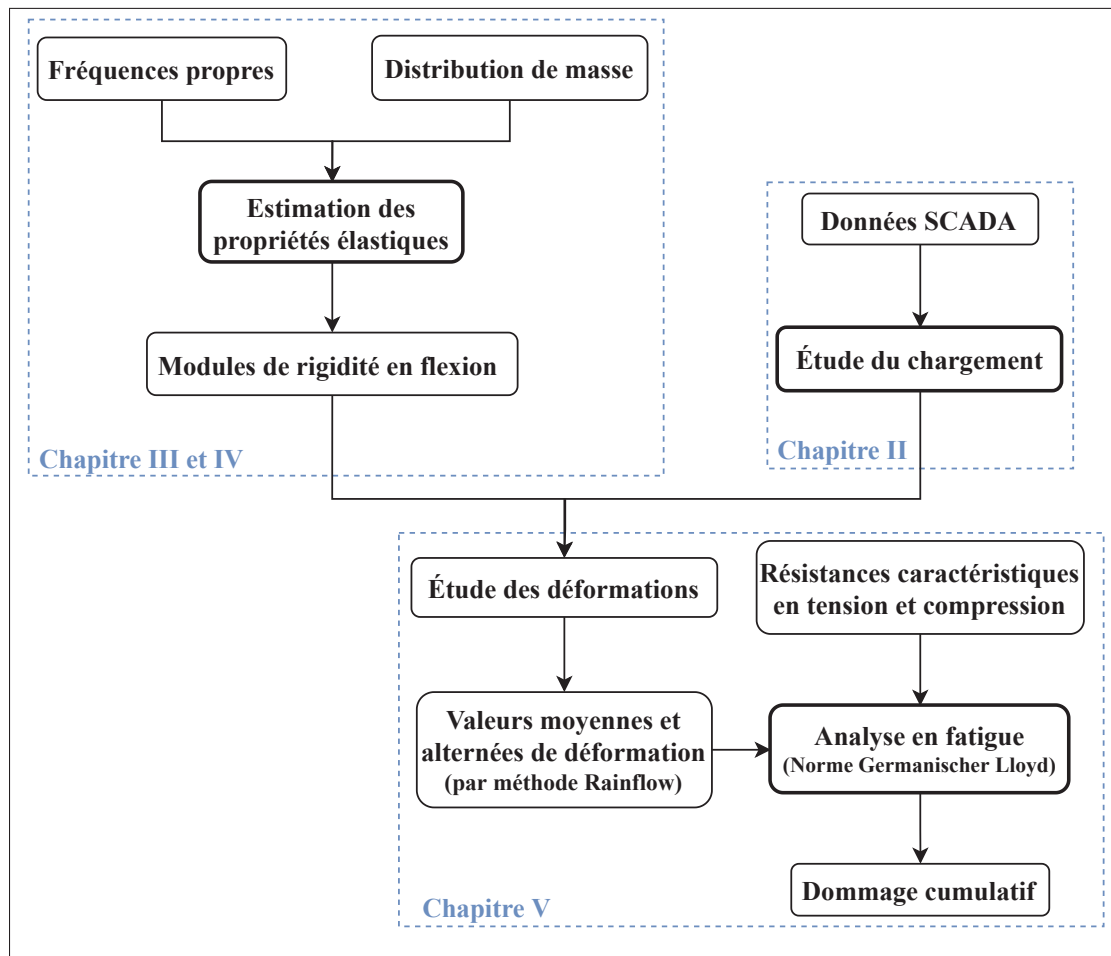 Fréquences propres
Distribution de masse
Estimation des
propriétés élastiques
Modules de rigidité en flexion
Chapitre III et IV
Données SCADA
Étude du chargement
Chapitre II
Étude des déformations
Résistances caractéristiques
en tension et compression
Valeurs moyennes et
alternées de déformation
(par méthode Rainflow)
Analyse en fatigue
(Norme Germanischer Lloyd)
Dommage cumulatif
Chapitre V